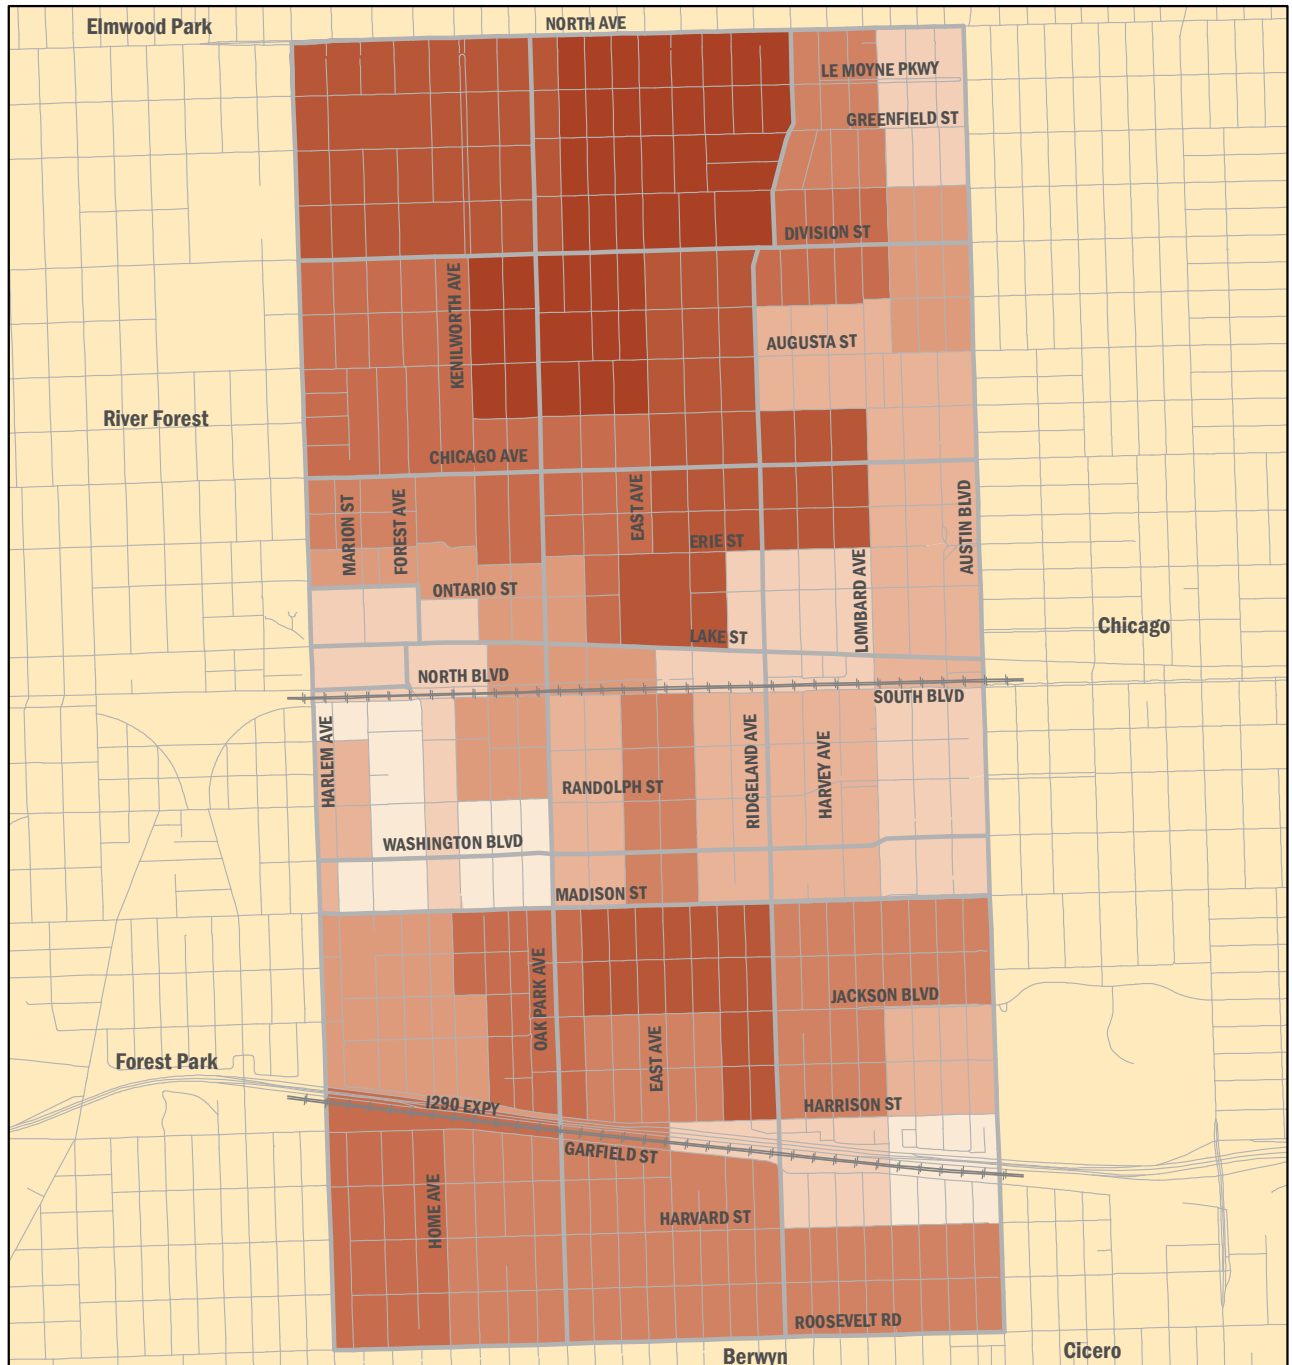 NORTH AVE
Elmwood Park
LE MOYNE PKWY
GREENFIELD ST
DIVISION ST
KENILWORTH AVE
AUGUSTA ST
River Forest
CHICAGO AVE
MARION ST
FOREST AVE
EAST AVE
AUSTIN BLVD
ERIE ST
ONTARIO ST
LOMBARD AVE
Chicago
LAKE ST
NORTH BLVD
SOUTH BLVD
HARLEM AVE
RIDGELAND AVE
HARVEY AVE
RANDOLPH ST
WASHINGTON BLVD
MADISON ST
OAK PARK AVE
JACKSON BLVD
EAST AVE
Forest Park
I290 EXPY
HARRISON ST
GARFIELD ST
HOME AVE
HARVARD ST
ROOSEVELT RD
Berwyn
Cicero